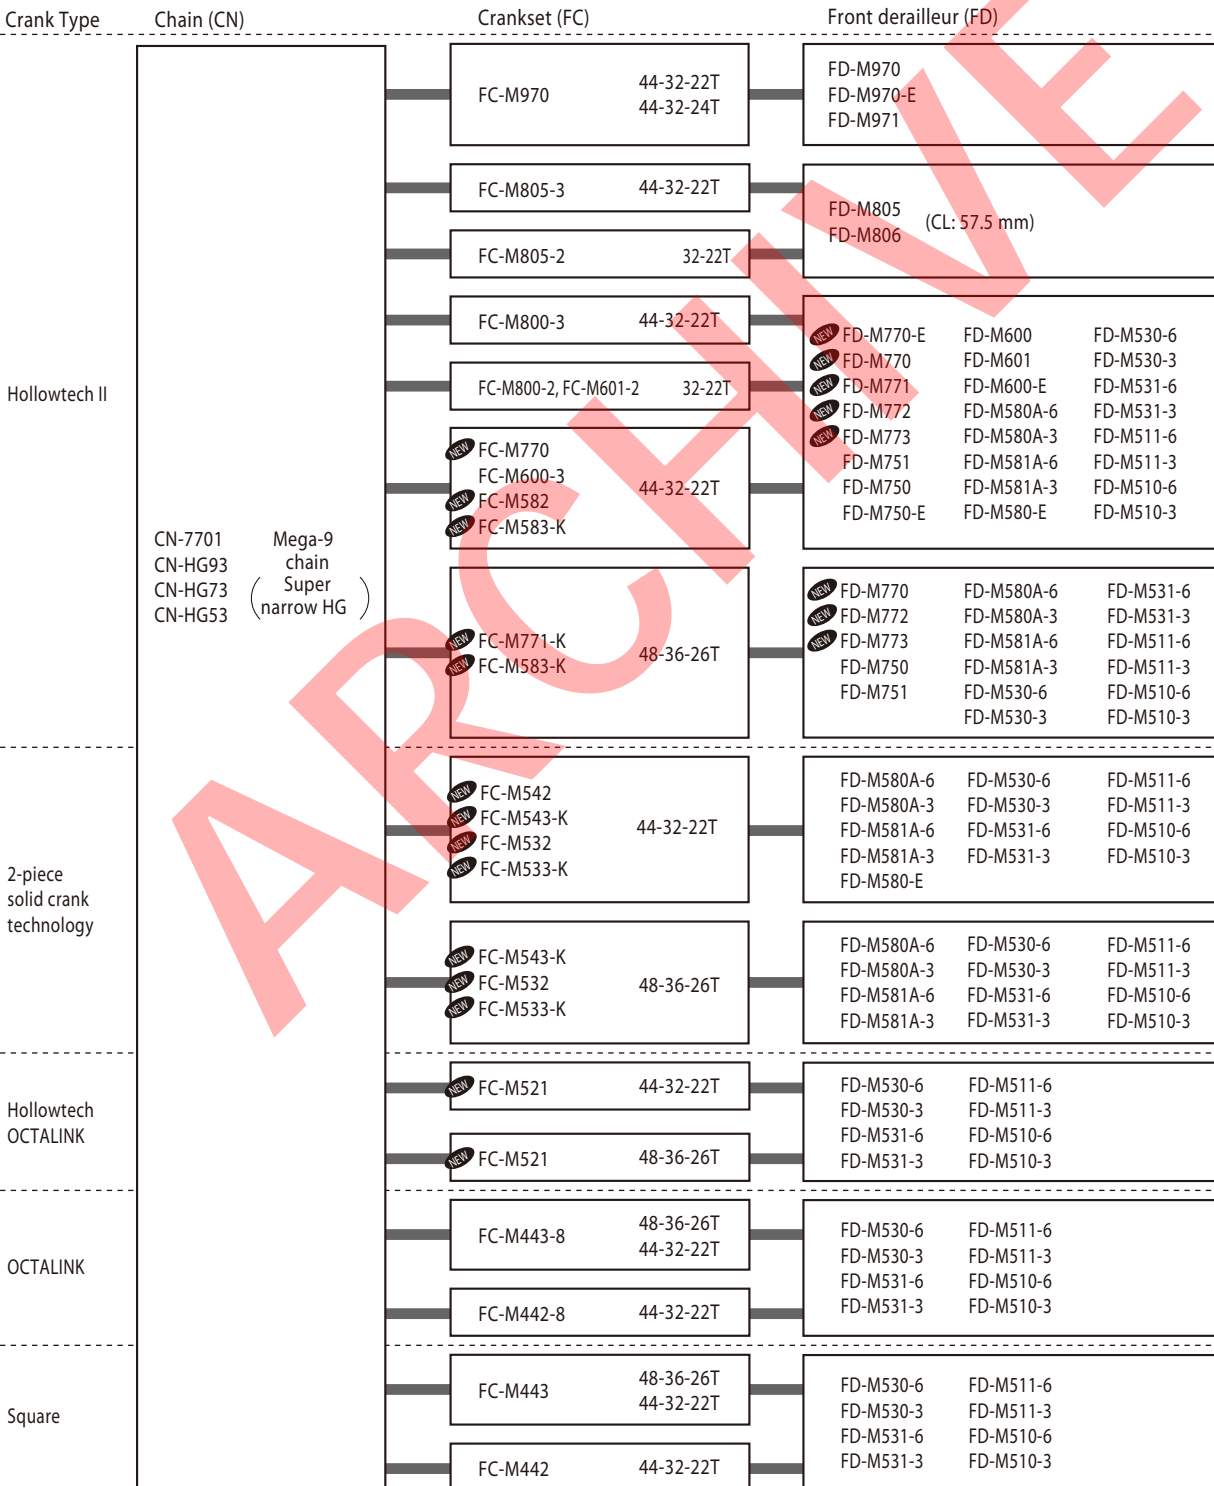 Crank Type Chain (CN) Crankset (FC) Front derailleur (FD)
Hollowtech II
2-piece
solid crank
technology
Hollowtech
OCTALINK
OCTALINK
Square
CN-7701 Mega-9
CN-HG93 chain
CN-HG73 (Super
CN-HG53 narrow HG)
FC-M970 44-32-22T
44-32-24T
FD-M970
FD-M970-E
FD-M971
FC-M805-3 44-32-22T
FC-M805-2 32-22T
FD-M805 (CL: 57.5 mm)
FD-M806
FC-M800-3 44-32-22T
FC-M800-2, FC-M601-2 32-22T
NEW FC-M770
FC-M600-3 44-32-22T
NEW FC-M582
NEW FC-M583-K
NEW FD-M770-E FD-M600 FD-M530-6
NEW FD-M770 FD-M601 FD-M530-3
NEW FD-M771 FD-M600-E FD-M531-6
NEW FD-M772 FD-M580A-6 FD-M531-3
NEW FD-M773 FD-M580A-3 FD-M511-6
FD-M751 FD-M581A-6 FD-M511-3
FD-M750 FD-M581A-3 FD-M510-6
FD-M750-E FD-M580-E FD-M510-3
NEW FC-M771-K 48-36-26T
NEW FC-M583-K
NEW FD-M770 FD-M580A-6 FD-M531-6
NEW FD-M772 FD-M580A-3 FD-M531-3
NEW FD-M773 FD-M581A-6 FD-M511-6
FD-M750 FD-M581A-3 FD-M511-3
FD-M751 FD-M530-6 FD-M510-6
FD-M530-3 FD-M510-3
NEW FC-M542
NEW FC-M543-K 44-32-22T
NEW FC-M532
NEW FC-M533-K
FD-M580A-6 FD-M530-6 FD-M511-6
FD-M580A-3 FD-M530-3 FD-M511-3
FD-M581A-6 FD-M531-6 FD-M510-6
FD-M581A-3 FD-M531-3 FD-M510-3
FD-M580-E
NEW FC-M543-K
NEW FC-M532 48-36-26T
NEW FC-M533-K
FD-M580A-6 FD-M530-6 FD-M511-6
FD-M580A-3 FD-M530-3 FD-M511-3
FD-M581A-6 FD-M531-6 FD-M510-6
FD-M581A-3 FD-M531-3 FD-M510-3
NEW FC-M521 44-32-22T
NEW FC-M521 48-36-26T
FD-M530-6 FD-M511-6
FD-M530-3 FD-M511-3
FD-M531-6 FD-M510-6
FD-M531-3 FD-M510-3
FC-M443-8 48-36-26T
44-32-22T
FC-M442-8 44-32-22T
FD-M530-6 FD-M511-6
FD-M530-3 FD-M511-3
FD-M531-6 FD-M510-6
FD-M531-3 FD-M510-3
FC-M443 48-36-26T
44-32-22T
FC-M442 44-32-22T
FD-M530-6 FD-M511-6
FD-M530-3 FD-M511-3
FD-M531-6 FD-M510-6
FD-M531-3 FD-M510-3
ARCHIVE